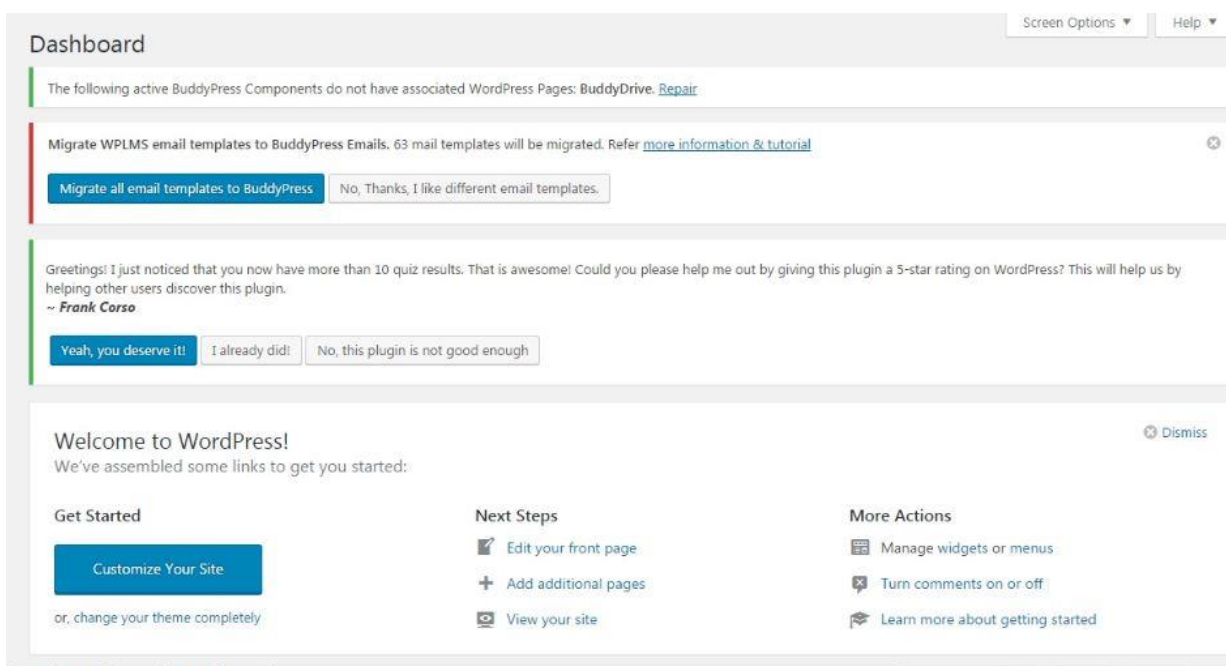 Screen Options ▼ Help ▼
Dashboard
The following active BuddyPress Components do not have associated WordPress Pages: BuddyDrive. Repair
Migrate WPLMS email templates to BuddyPress Emails. 63 mail templates will be migrated. Refer more information & tutorial
Migrate all email templates to BuddyPress No, Thanks, I like different email templates.
Greetings! I just noticed that you now have more than 10 quiz results. That is awesome! Could you please help me out by giving this plugin a 5-star rating on WordPress? This will help us by
helping other users discover this plugin.
~ Frank Corso
Yeah, you deserve it! I already did! No, this plugin is not good enough
Welcome to WordPress! Dismiss
We've assembled some links to get you started:
Get Started Next Steps More Actions
Customize Your Site Edit your front page Manage widgets or menus
Add additional pages Turn comments on or off
or, change your theme completely View your site Learn more about getting started